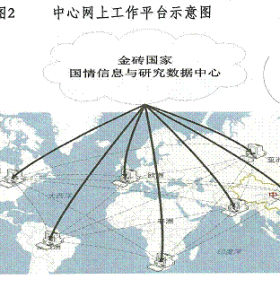 图2 中心网上工作平台示意图
金砖国家
国情信息与研究数据中心
欧洲
亚洲
大西洋
非洲
中国
印度洋